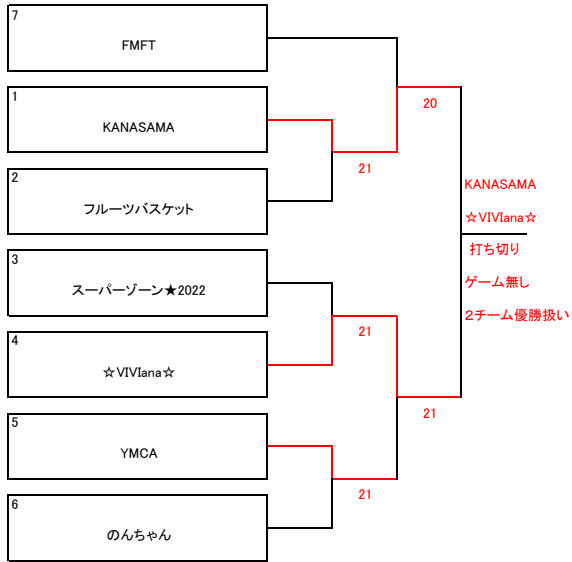 7
FMFT
1
KANASAMA
2
フルーツバスケット
3
スーパーゾーン★2022
4
☆VIVIana☆
5
YMCA
6
のんちゃん
21
21
21
20
21
KANASAMA
☆VIVIana☆
打ち切り
ゲーム無し
２チーム優勝扱い